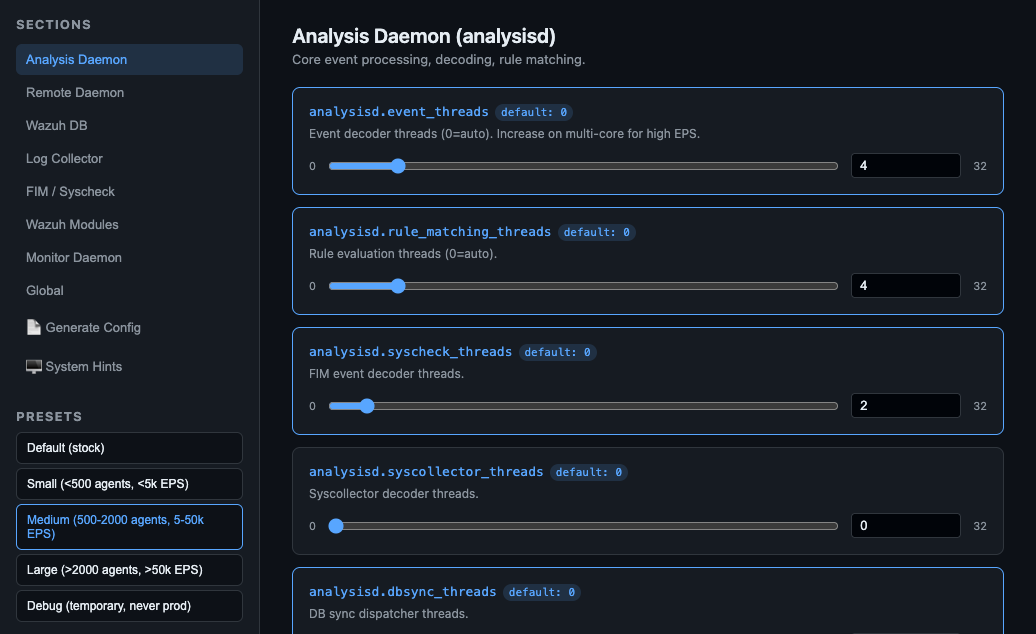 SECTIONS
Analysis Daemon
Remote Daemon
Wazuh DB
Log Collector
FIM / Syscheck
Wazuh Modules
Monitor Daemon
Global
Generate Config
System Hints
PRESETS
Default (stock)
Small (<500 agents, <5k EPS)
Medium (500-2000 agents, 5-50k
EPS)
Large (>2000 agents, >50k EPS)
Debug (temporary, never prod)
Analysis Daemon (analysisd)
Core event processing, decoding, rule matching.
analysisd.event_threads default: 0
Event decoder threads (0=auto). Increase on multi-core for high EPS.
0 4 32
analysisd.rule_matching_threads default: 0
Rule evaluation threads (0=auto).
0 4 32
analysisd.syscheck_threads default: 0
FIM event decoder threads.
0 2 32
analysisd.syscollector_threads default: 0
Syscollector decoder threads.
0 0 32
analysisd.dbsync_threads default: 0
DB sync dispatcher threads.